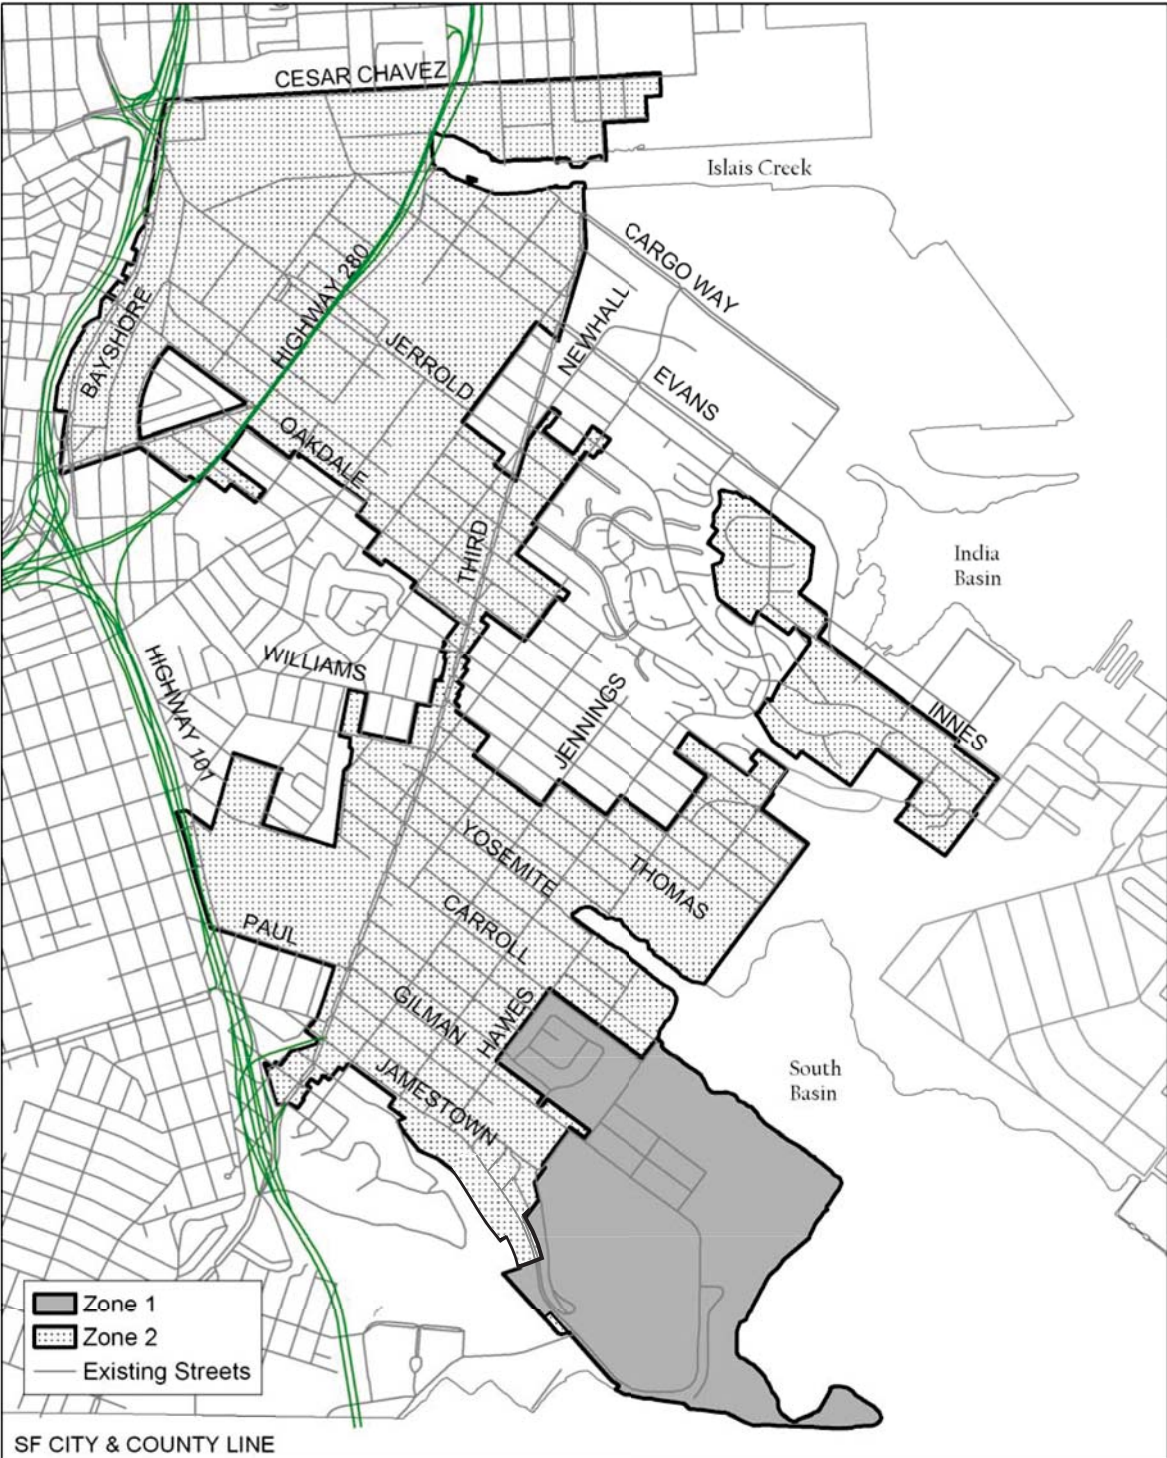 CESAR CHAVEZ
Islais Creek
CARGO WAY
HIGHWAY 280
NEWHALL
BAYSHORE
JERROLD
EVANS
OAKDALE
THIRD
India
Basin
WILLIAMS
HIGHWAY 101
JENNINGS
INNES
YOSEMITE
THOMAS
CARROLL
PAUL
GILMAN
HAWES
JAMESTOWN
South
Basin
Zone 1
Zone 2
Existing Streets
SF CITY & COUNTY LINE